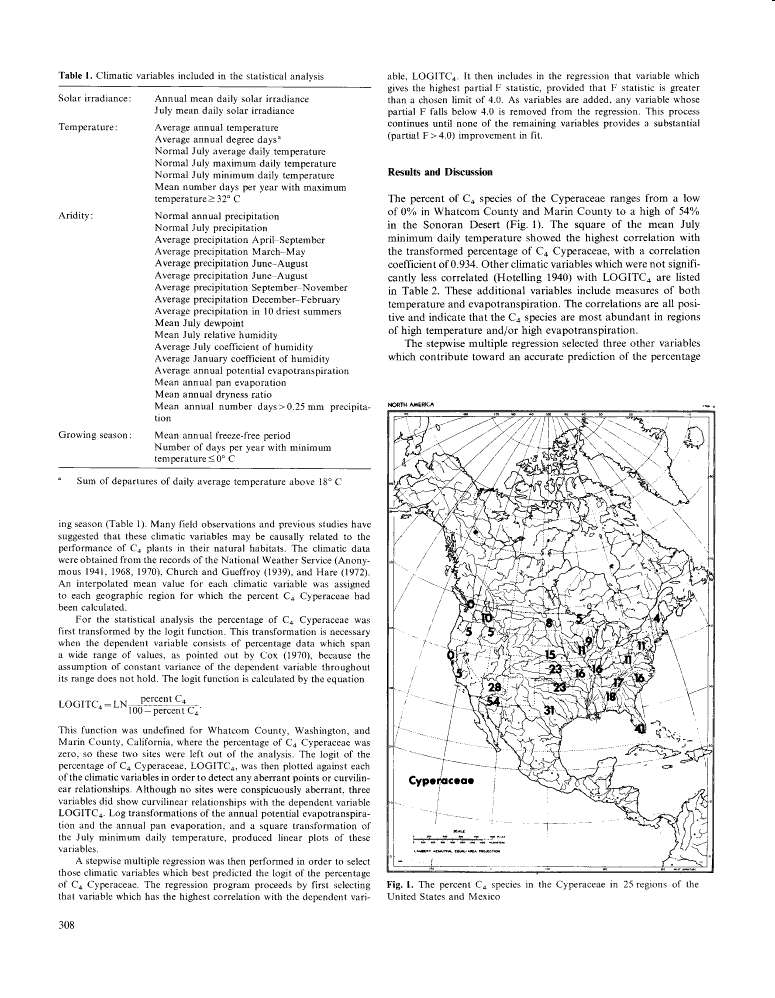 Table 1. Climatic variables included in the statistical analysis
Solar irradiance: Annual mean daily solar irradiance
July mean daily solar irradiance
Temperature: Average annual temperature
Average annual degree days ᵃ
Normal July average daily temperature
Normal July maximum daily temperature
Normal July minimum daily temperature
Mean number days per year with maximum
temperature ≥ 32° C
Aridity: Normal annual precipitation
Normal July precipitation
Average precipitation April–September
Average precipitation March–May
Average precipitation June–August
Average precipitation June–August
Average precipitation September–November
Average precipitation December–February
Average precipitation in 10 driest summers
Mean July dewpoint
Mean July relative humidity
Average July coefficient of humidity
Average January coefficient of humidity
Average annual potential evapotranspiration
Mean annual pan evaporation
Mean annual dryness ratio
Mean annual number days > 0.25 mm precipita-
tion
Growing season: Mean annual freeze-free period
Number of days per year with minimum
temperature ≤ 0° C
ᵃ Sum of departures of daily average temperature above 18° C
ing season (Table 1). Many field observations and previous studies have
suggested that these climatic variables may be causally related to the
performance of C₄ plants in their natural habitats. The climatic data
were obtained from the records of the National Weather Service (Anony-
mous 1941, 1968, 1970), Church and Gueffroy (1939), and Hare (1972).
An interpolated mean value for each climatic variable was assigned
to each geographic region for which the percent C₄ Cyperaceae had
been calculated.
For the statistical analysis the percentage of C₄ Cyperaceae was
first transformed by the logit function. This transformation is necessary
when the dependent variable consists of percentage data which span
a wide range of values, as pointed out by Cox (1970), because the
assumption of constant variance of the dependent variable throughout
its range does not hold. The logit function is calculated by the equation
LOGITC₄ = LN percent C₄ / 100 − percent C₄.
This function was undefined for Whatcom County, Washington, and
Marin County, California, where the percentage of C₄ Cyperaceae was
zero, so these two sites were left out of the analysis. The logit of the
percentage of C₄ Cyperaceae, LOGITC₄, was then plotted against each
of the climatic variables in order to detect any aberrant points or curvilin-
ear relationships. Although no sites were conspicuously aberrant, three
variables did show curvilinear relationships with the dependent variable
LOGITC₄. Log transformations of the annual potential evapotranspira-
tion and the annual pan evaporation, and a square transformation of
the July minimum daily temperature, produced linear plots of these
variables.
A stepwise multiple regression was then performed in order to select
those climatic variables which best predicted the logit of the percentage
of C₄ Cyperaceae. The regression program proceeds by first selecting
that variable which has the highest correlation with the dependent vari-
308
able, LOGITC₄. It then includes in the regression that variable which
gives the highest partial F statistic, provided that F statistic is greater
than a chosen limit of 4.0. As variables are added, any variable whose
partial F falls below 4.0 is removed from the regression. This process
continues until none of the remaining variables provides a substantial
(partial F > 4.0) improvement in fit.
Results and Discussion
The percent of C₄ species of the Cyperaceae ranges from a low
of 0% in Whatcom County and Marin County to a high of 54%
in the Sonoran Desert (Fig. 1). The square of the mean July
minimum daily temperature showed the highest correlation with
the transformed percentage of C₄ Cyperaceae, with a correlation
coefficient of 0.934. Other climatic variables which were not signifi-
cantly less correlated (Hotelling 1940) with LOGITC₄ are listed
in Table 2. These additional variables include measures of both
temperature and evapotranspiration. The correlations are all posi-
tive and indicate that the C₄ species are most abundant in regions
of high temperature and/or high evapotranspiration.
The stepwise multiple regression selected three other variables
which contribute toward an accurate prediction of the percentage
NORTH AMERICA
0
10
5 5
8
5
4
9
11
11
0
5
15
23
16
16
11
16
28
54
23
17
18
31
41
Cyperaceae
SCALE
LAMBERT AZIMUTHAL EQUAL-AREA PROJECTION
Fig. 1. The percent C₄ species in the Cyperaceae in 25 regions of the
United States and Mexico